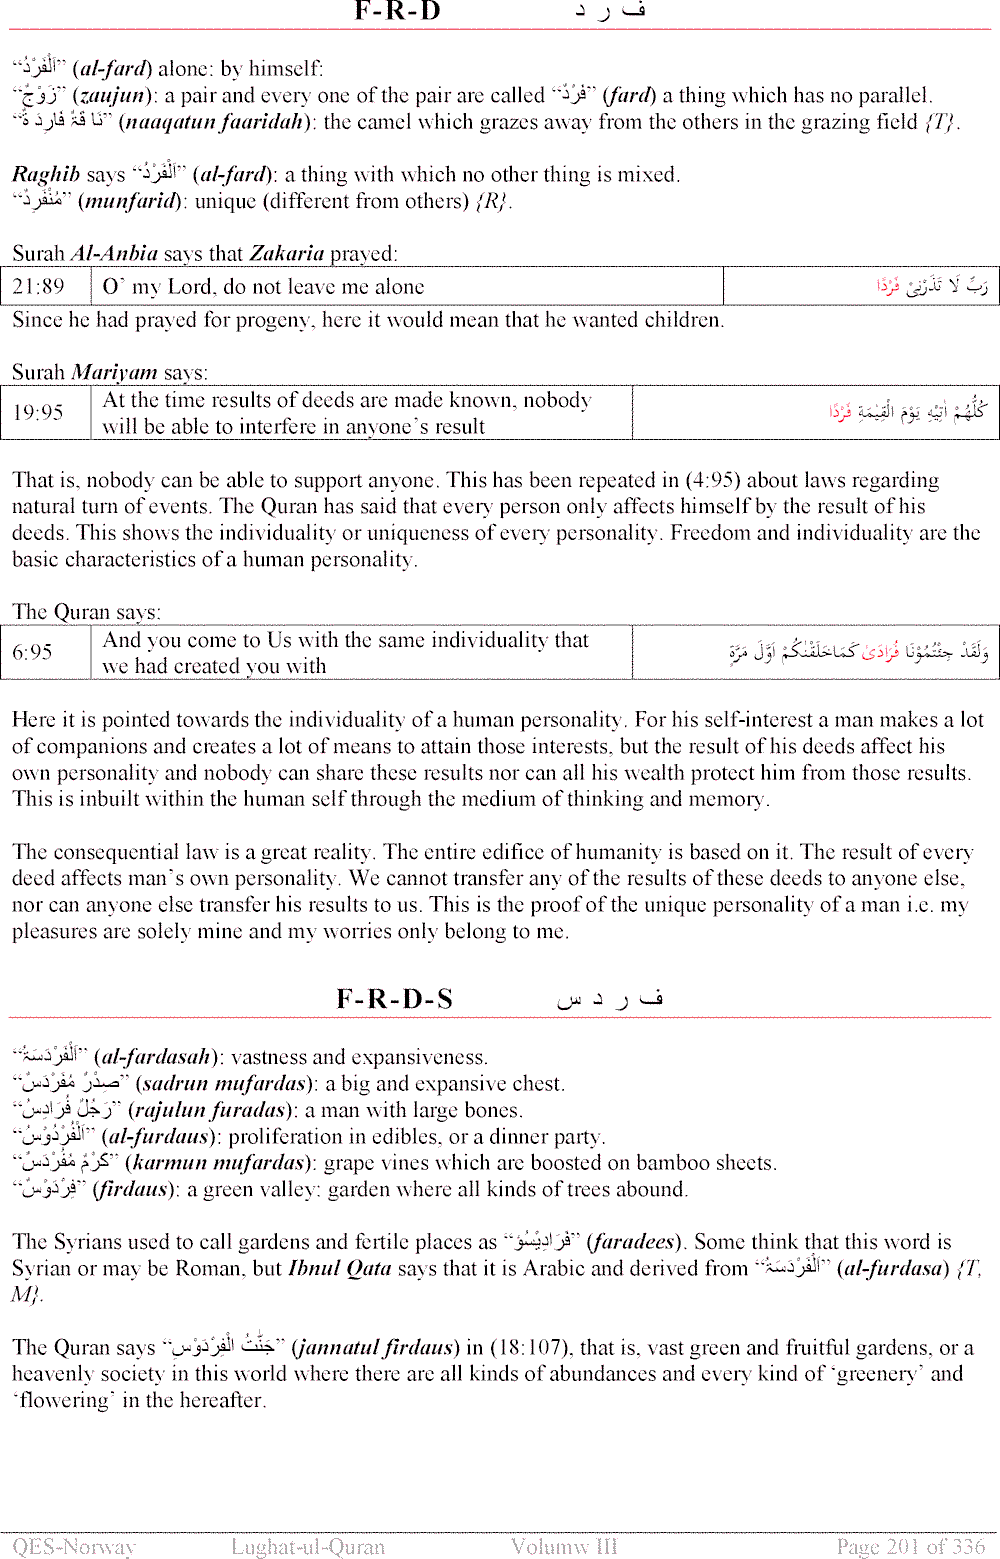 F-R-D ف ر د
“اَلْفَرْدُ” (al-fard) alone: by himself:
“زَوْجٌ” (zaujun): a pair and every one of the pair are called “فَرْدٌ” (fard) a thing which has no parallel.
“نَا قَةٌ فَارِدَ ةٌ” (naaqatun faaridah): the camel which grazes away from the others in the grazing field {T}.
Raghib says “اَلْفَرْدُ” (al-fard): a thing with which no other thing is mixed.
“مُنْفَرِدٌ” (munfarid): unique (different from others) {R}.
Surah Al-Anbia says that Zakaria prayed:
21:89 O’ my Lord, do not leave me alone رَبِّ لَا تَذَرْنِيْ فَرْدًا
Since he had prayed for progeny, here it would mean that he wanted children.
Surah Mariyam says:
19:95 At the time results of deeds are made known, nobody will be able to interfere in anyone’s result كُلُّهُمْ اٰتِيْهِ يَوْمَ الْقِيٰمَةِ فَرْدًا
That is, nobody can be able to support anyone. This has been repeated in (4:95) about laws regarding
natural turn of events. The Quran has said that every person only affects himself by the result of his
deeds. This shows the individuality or uniqueness of every personality. Freedom and individuality are the
basic characteristics of a human personality.
The Quran says:
6:95 And you come to Us with the same individuality that we had created you with وَلَقَدْ جِئْتُمُوْنَا فُرَادَىٰ كَمَاخَلَقْنٰكُمْ اَوَّلَ مَرَّةٍ
Here it is pointed towards the individuality of a human personality. For his self-interest a man makes a lot
of companions and creates a lot of means to attain those interests, but the result of his deeds affect his
own personality and nobody can share these results nor can all his wealth protect him from those results.
This is inbuilt within the human self through the medium of thinking and memory.
The consequential law is a great reality. The entire edifice of humanity is based on it. The result of every
deed affects man’s own personality. We cannot transfer any of the results of these deeds to anyone else,
nor can anyone else transfer his results to us. This is the proof of the unique personality of a man i.e. my
pleasures are solely mine and my worries only belong to me.
F-R-D-S ف ر د س
“اَلْفَرْدَسَةُ” (al-fardasah): vastness and expansiveness.
“صِدْرٌ مُفَرْدَسٌ” (sadrun mufardas): a big and expansive chest.
“رَجُلٌ فُرَادِسُ” (rajulun furadas): a man with large bones.
“اَلْفُرْدُوْسُ” (al-furdaus): proliferation in edibles, or a dinner party.
“كَرْمٌ مُفُرْدَسٌ” (karmun mufardas): grape vines which are boosted on bamboo sheets.
“فِرْدَوْسٌ” (firdaus): a green valley: garden where all kinds of trees abound.
The Syrians used to call gardens and fertile places as “فَرَادِيْسُؤ” (faradees). Some think that this word is
Syrian or may be Roman, but Ibnul Qata says that it is Arabic and derived from “اَلْفَرْدَسَةُ” (al-furdasa) {T,
M}.
The Quran says “جَنّٰتُ الْفِرْدَوْسِ” (jannatul firdaus) in (18:107), that is, vast green and fruitful gardens, or a
heavenly society in this world where there are all kinds of abundances and every kind of ‘greenery’ and
‘flowering’ in the hereafter.
QES-Norway Lughat-ul-Quran Volumw III Page 201 of 336